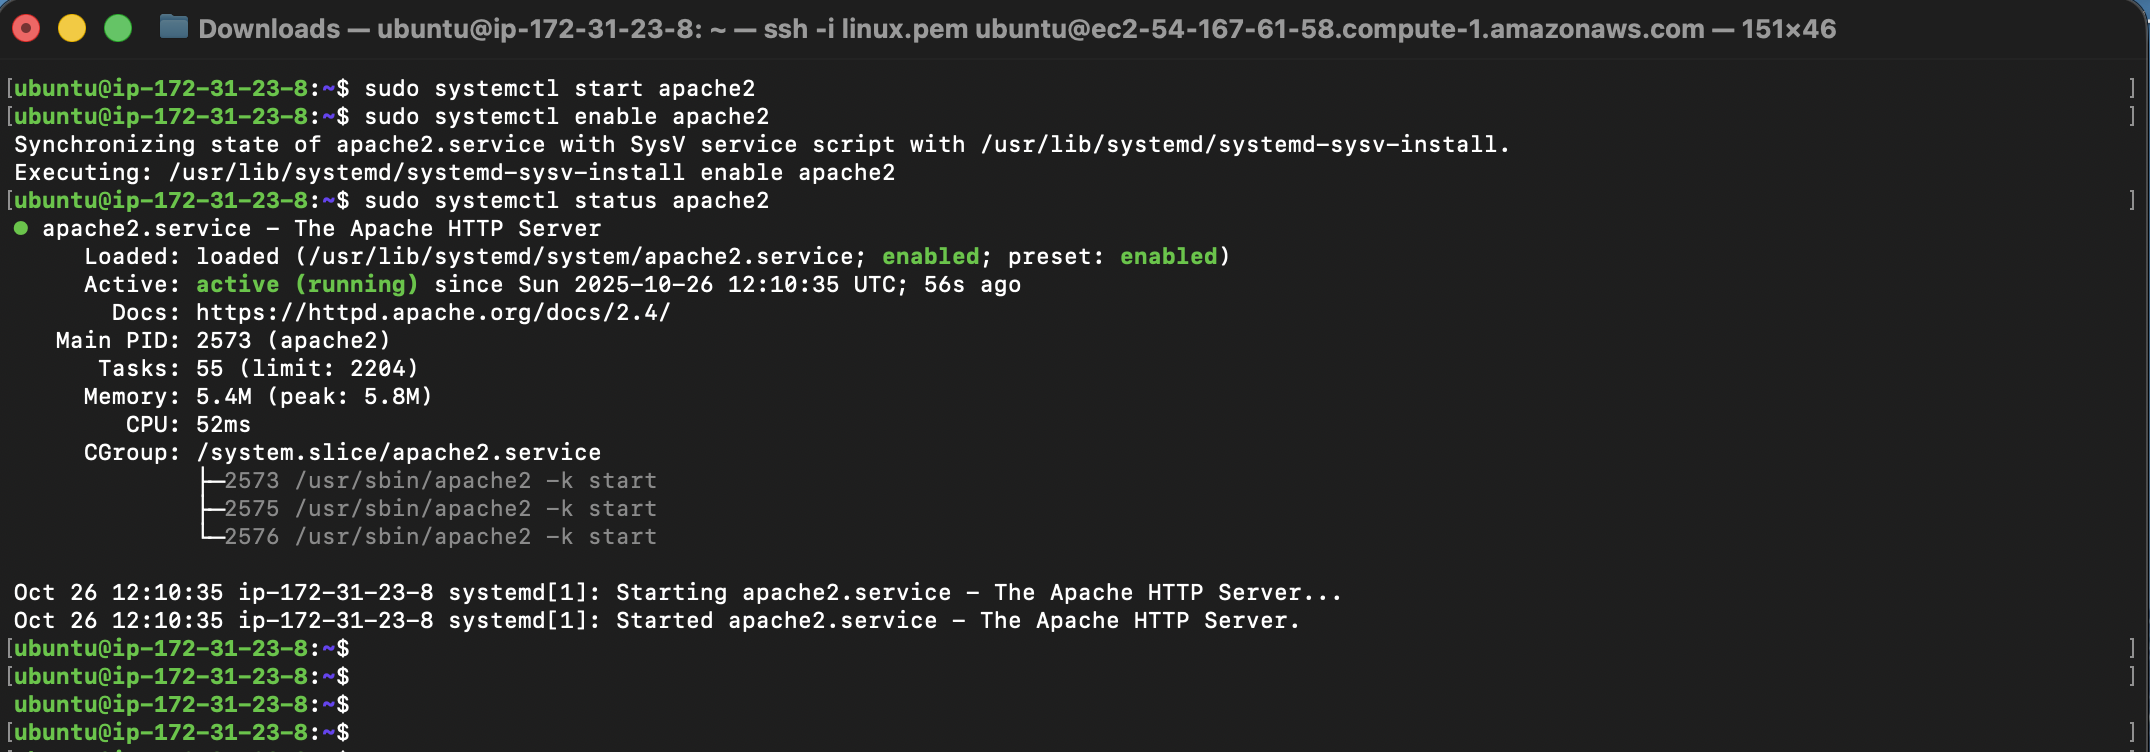 Downloads — ubuntu@ip-172-31-23-8: ~ — ssh -i linux.pem ubuntu@ec2-54-167-61-58.compute-1.amazonaws.com — 151×46
[ubuntu@ip-172-31-23-8:~$ sudo systemctl start apache2 ]
[ubuntu@ip-172-31-23-8:~$ sudo systemctl enable apache2 ]
Synchronizing state of apache2.service with SysV service script with /usr/lib/systemd/systemd-sysv-install.
Executing: /usr/lib/systemd/systemd-sysv-install enable apache2
[ubuntu@ip-172-31-23-8:~$ sudo systemctl status apache2 ]
● apache2.service - The Apache HTTP Server
Loaded: loaded (/usr/lib/systemd/system/apache2.service; enabled; preset: enabled)
Active: active (running) since Sun 2025-10-26 12:10:35 UTC; 56s ago
Docs: https://httpd.apache.org/docs/2.4/
Main PID: 2573 (apache2)
Tasks: 55 (limit: 2204)
Memory: 5.4M (peak: 5.8M)
CPU: 52ms
CGroup: /system.slice/apache2.service
├─2573 /usr/sbin/apache2 -k start
├─2575 /usr/sbin/apache2 -k start
└─2576 /usr/sbin/apache2 -k start
Oct 26 12:10:35 ip-172-31-23-8 systemd[1]: Starting apache2.service - The Apache HTTP Server...
Oct 26 12:10:35 ip-172-31-23-8 systemd[1]: Started apache2.service - The Apache HTTP Server.
[ubuntu@ip-172-31-23-8:~$ ]
[ubuntu@ip-172-31-23-8:~$ ]
ubuntu@ip-172-31-23-8:~$
[ubuntu@ip-172-31-23-8:~$ ]